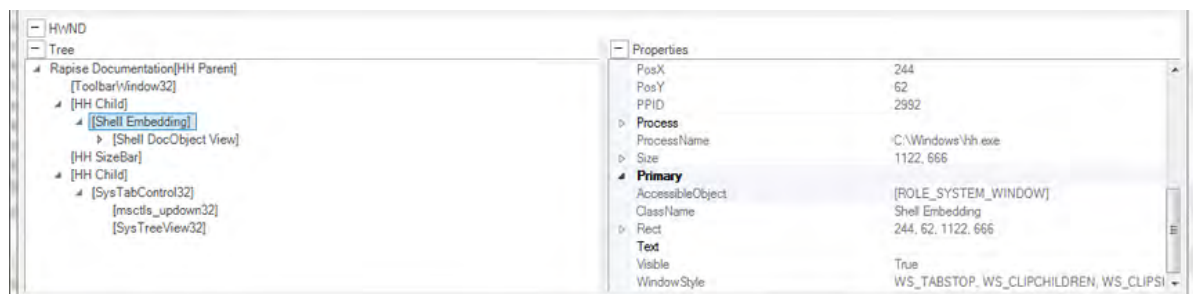 HWND
Tree
Rapise Documentation[HH Parent]
[ToolbarWindow32]
[HH Child]
[Shell Embedding]
[Shell DocObject View]
[HH SizeBar]
[HH Child]
[SysTabControl32]
[msctls_updown32]
[SysTreeView32]
Properties
PosX 244
PosY 62
PPID 2992
Process
ProcessName C:\Windows\hh.exe
Size 1122, 666
Primary
AccessibleObject [ROLE_SYSTEM_WINDOW]
ClassName Shell Embedding
Rect 244, 62, 1122, 666
Text
Visible True
WindowStyle WS_TABSTOP, WS_CLIPCHILDREN, WS_CLIPSI